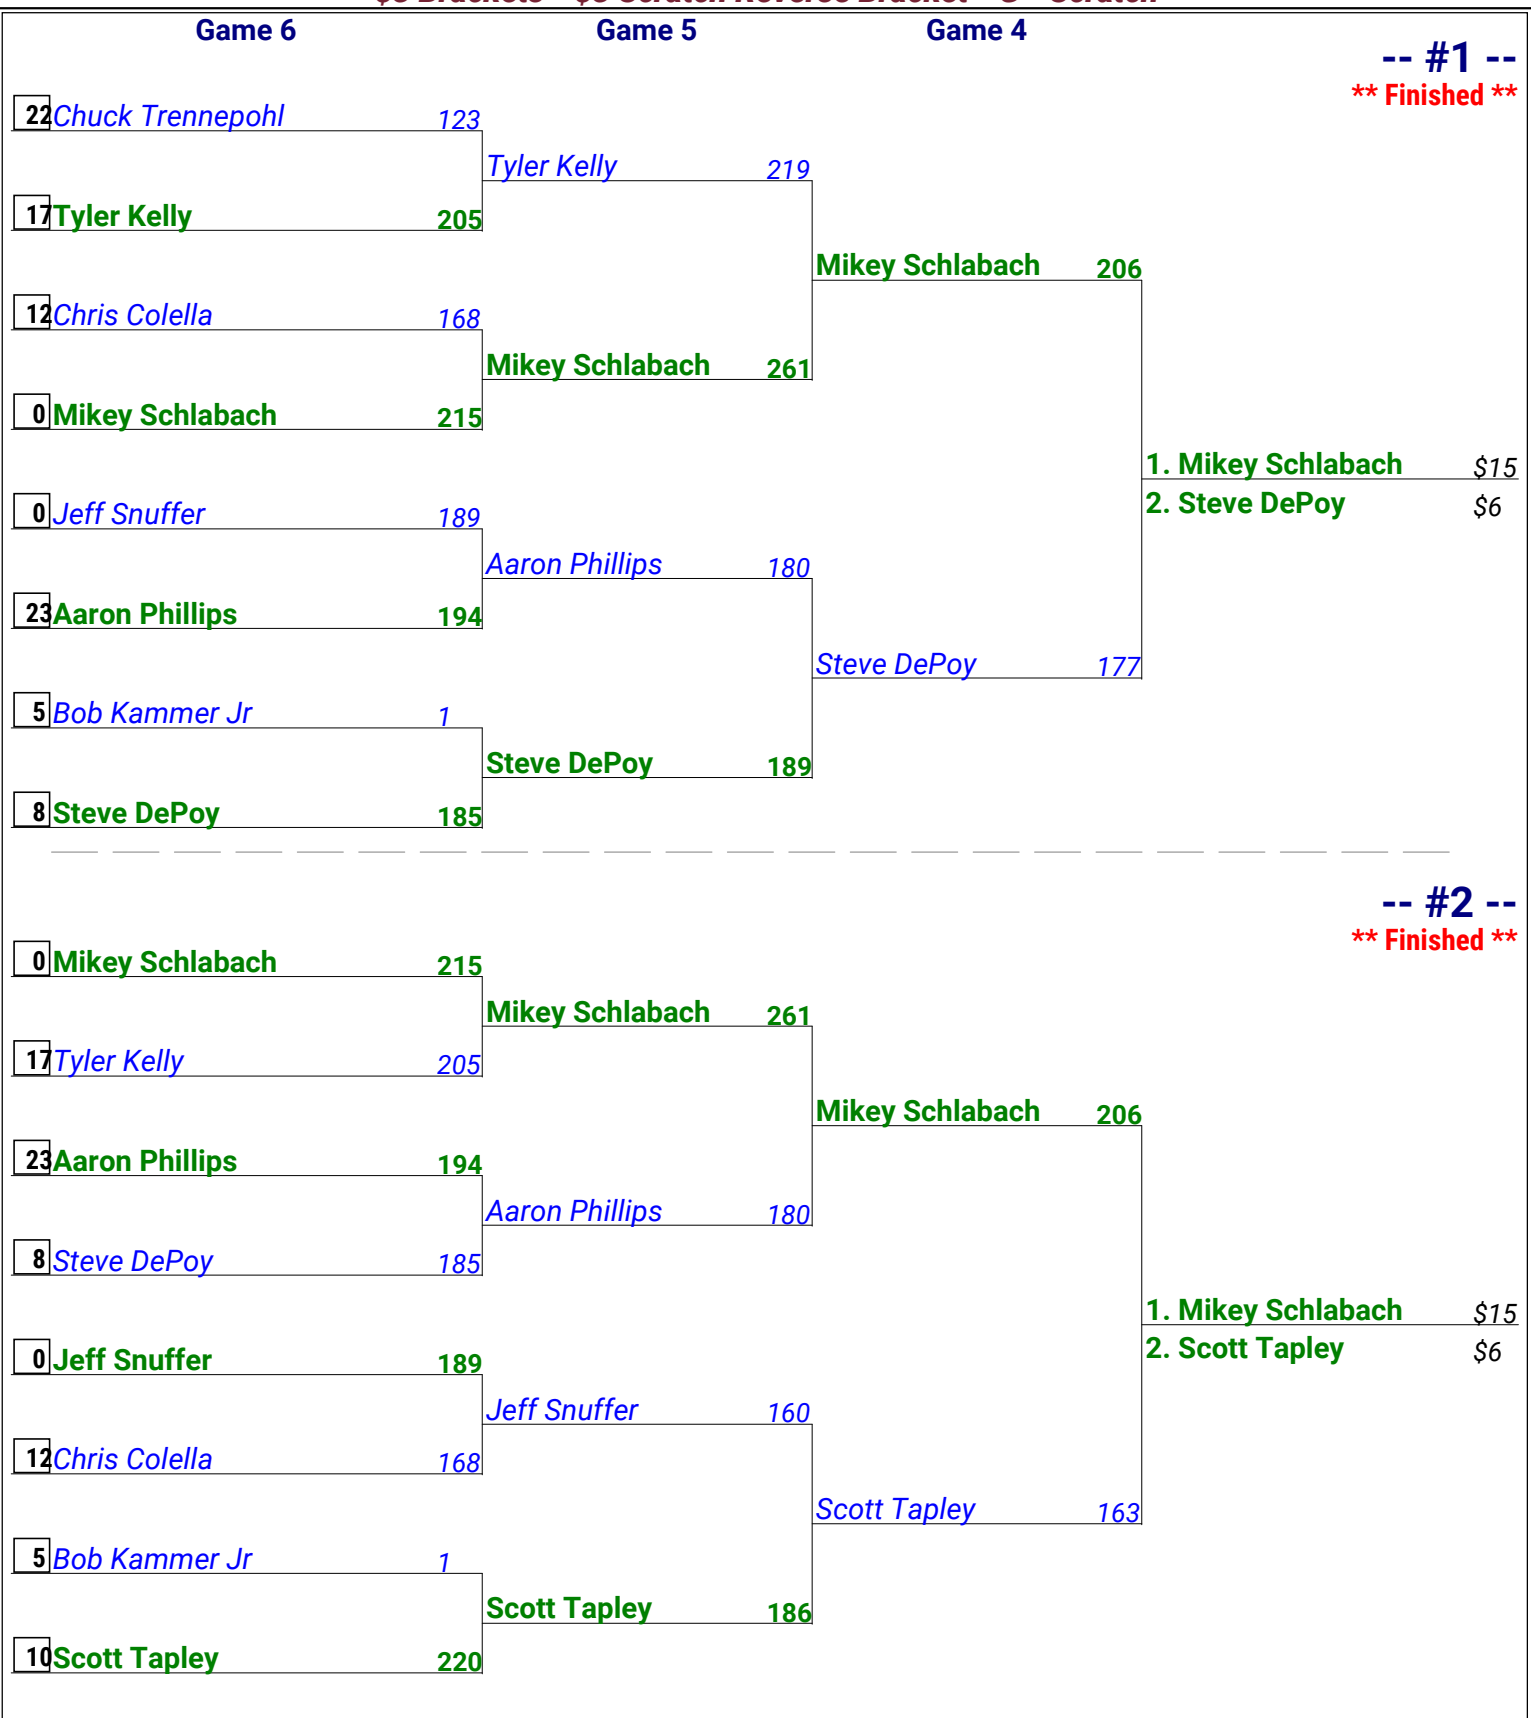 Game 6 Game 5 Game 4
-- #1 --
** Finished **
22 Chuck Trennepohl 123
Tyler Kelly 219
17 Tyler Kelly 205
Mikey Schlabach 206
12 Chris Colella 168
Mikey Schlabach 261
0 Mikey Schlabach 215
1. Mikey Schlabach $15
2. Steve DePoy $6
0 Jeff Snuffer 189
Aaron Phillips 180
23 Aaron Phillips 194
Steve DePoy 177
5 Bob Kammer Jr 1
Steve DePoy 189
8 Steve DePoy 185
-- #2 --
** Finished **
0 Mikey Schlabach 215
Mikey Schlabach 261
17 Tyler Kelly 205
Mikey Schlabach 206
23 Aaron Phillips 194
Aaron Phillips 180
8 Steve DePoy 185
1. Mikey Schlabach $15
2. Scott Tapley $6
0 Jeff Snuffer 189
Jeff Snuffer 160
12 Chris Colella 168
Scott Tapley 163
5 Bob Kammer Jr 1
Scott Tapley 186
10 Scott Tapley 220